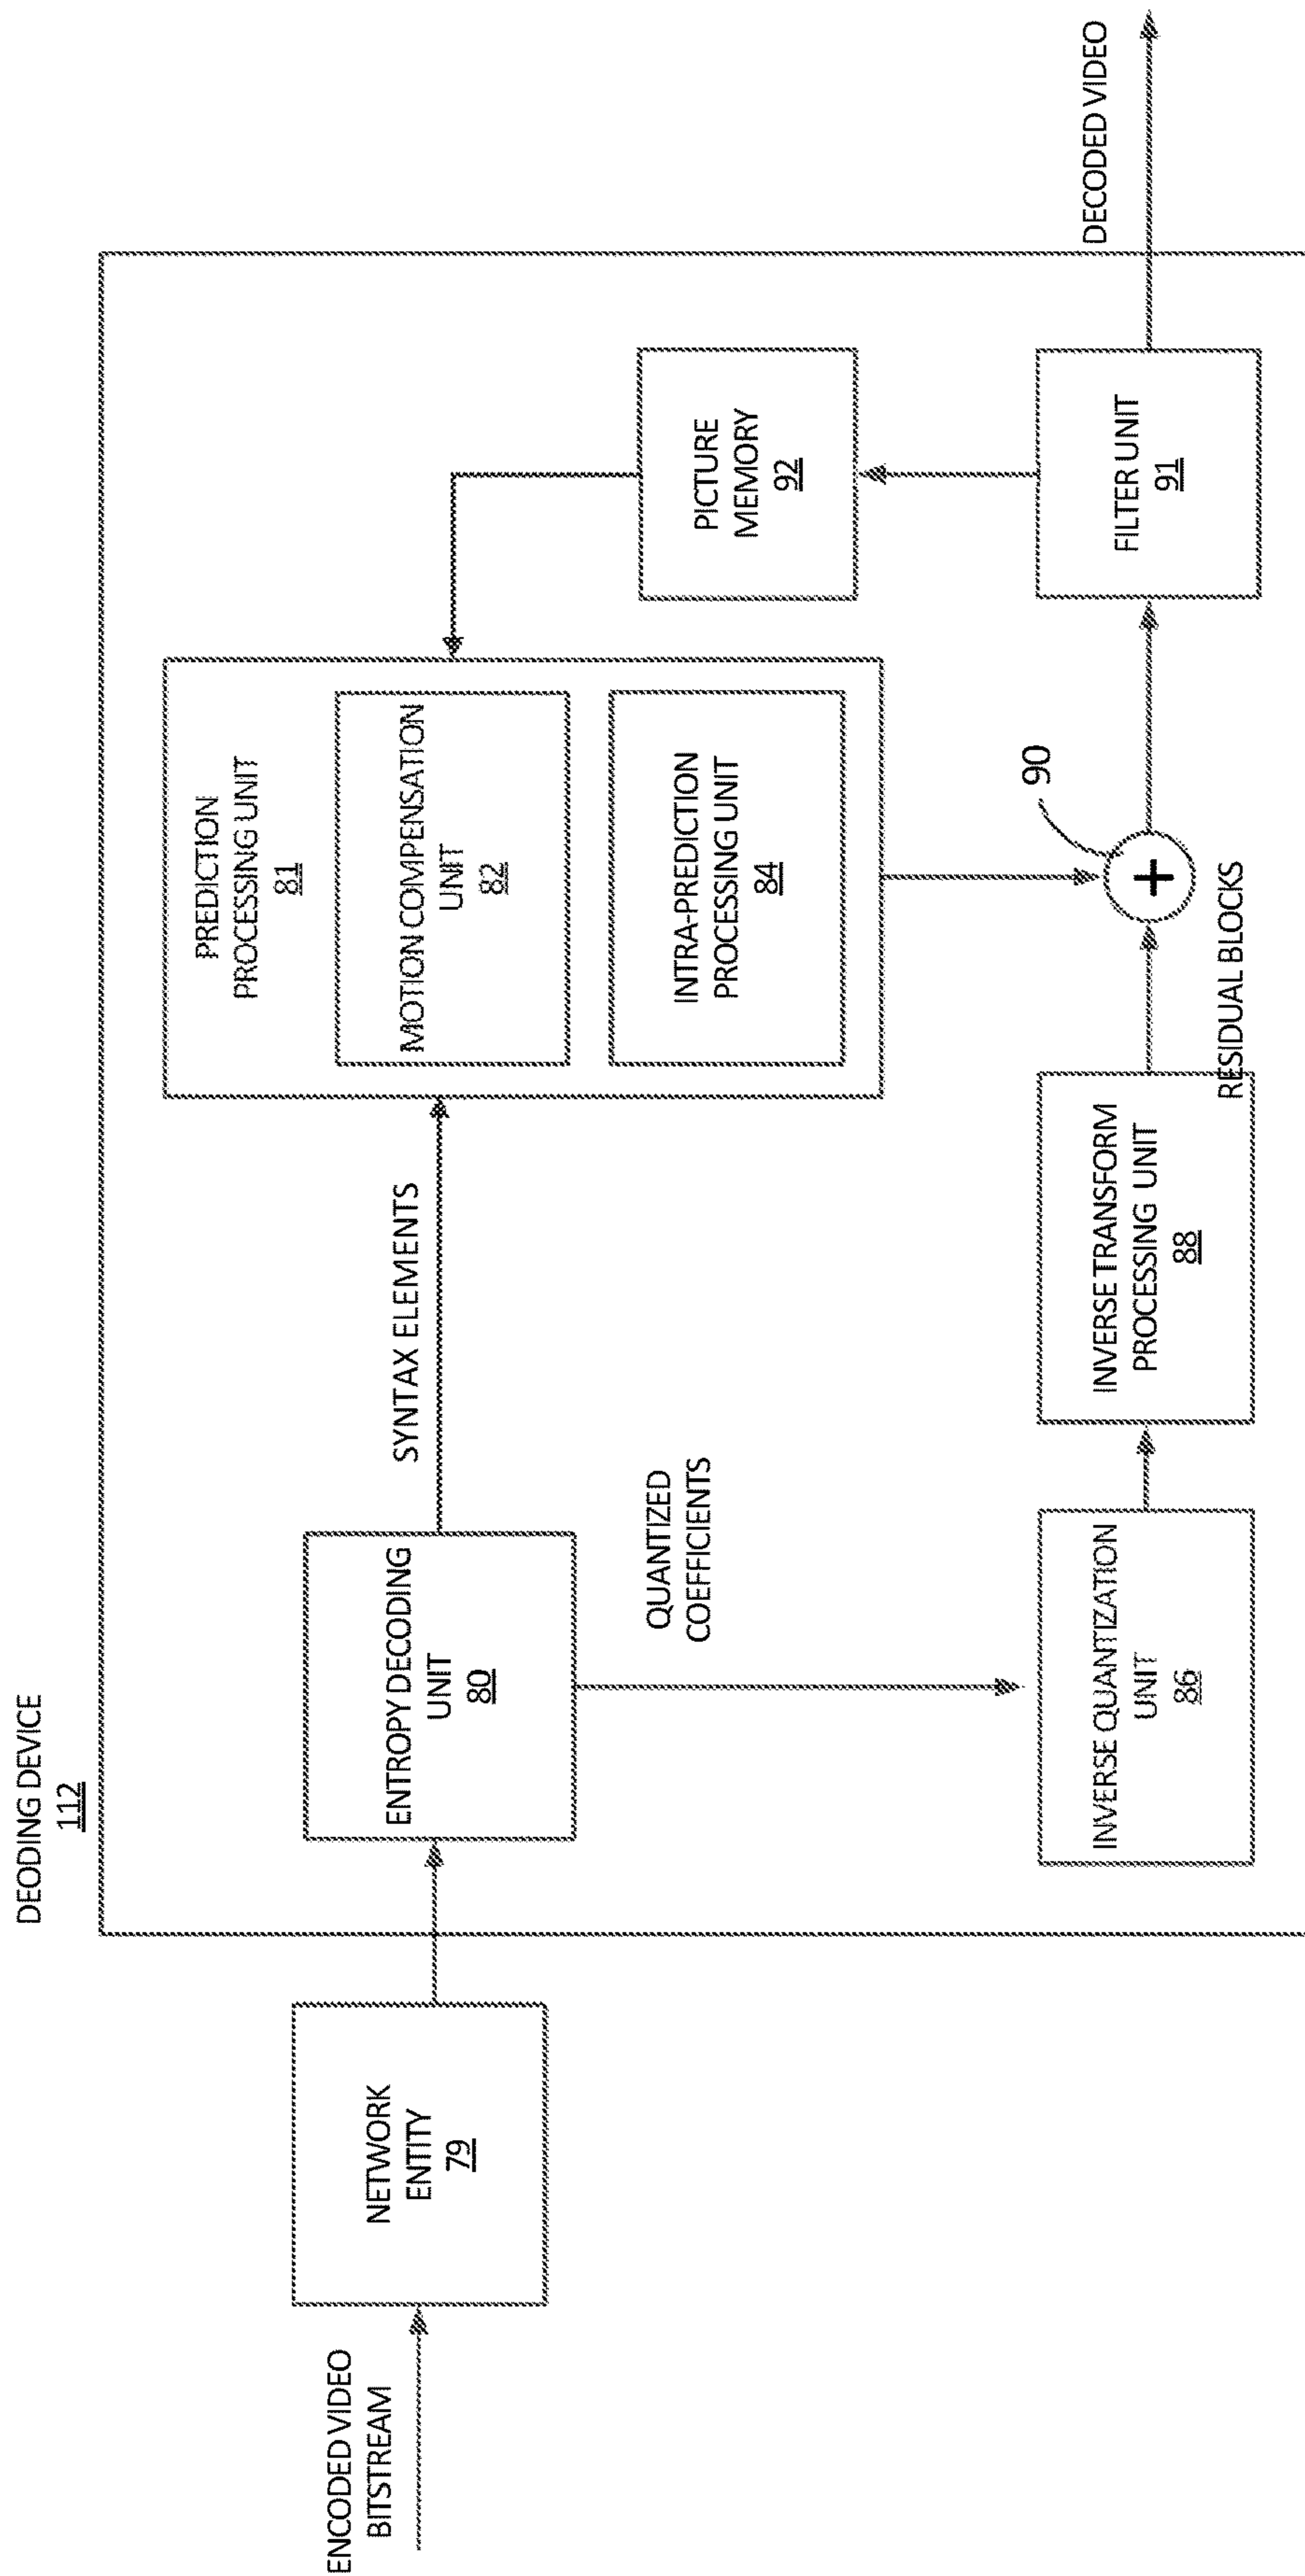 DEODING DEVICE
112
ENCODED VIDEO
BITSTREAM
NETWORK
ENTITY
79
ENTROPY DECODING
UNIT
80
SYNTAX ELEMENTS
QUANTIZED
COEFFICIENTS
PREDICTION
PROCESSING UNIT
81
MOTION COMPENSATION
UNIT
82
INTRA-PREDICTION
PROCESSING UNIT
84
PICTURE
MEMORY
92
INVERSE QUANTIZATION
UNIT
86
INVERSE TRANSFORM
PROCESSING UNIT
88
RESIDUAL BLOCKS
90
+
FILTER UNIT
91
DECODED VIDEO